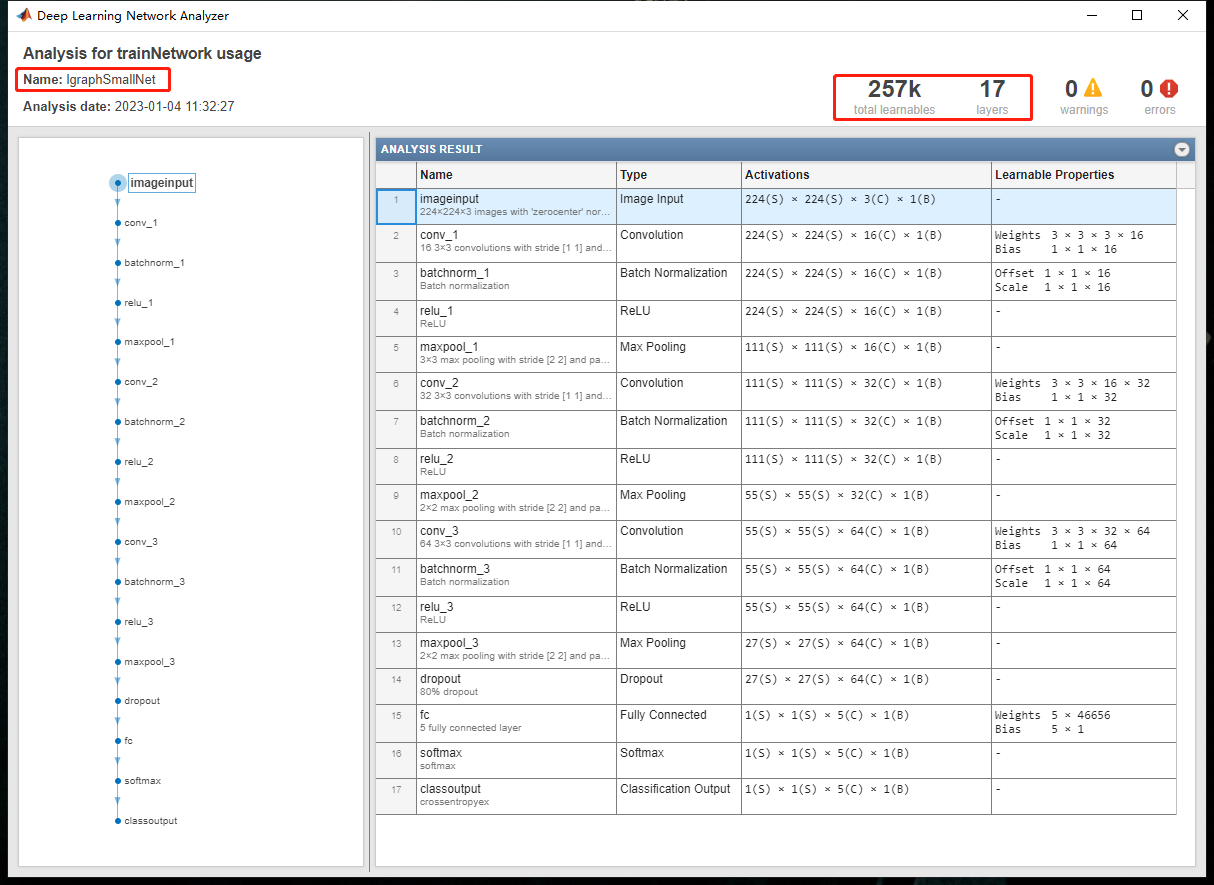 Deep Learning Network Analyzer
Analysis for trainNetwork usage
Name: lgraphSmallNet
Analysis date: 2023-01-04 11:32:27
257k
total learnables
17
layers
0
warnings
0
errors
imageinput
conv_1
batchnorm_1
relu_1
maxpool_1
conv_2
batchnorm_2
relu_2
maxpool_2
conv_3
batchnorm_3
relu_3
maxpool_3
dropout
fc
softmax
classoutput
ANALYSIS RESULT
Name Type Activations Learnable Properties
1 imageinput Image Input 224(S) × 224(S) × 3(C) × 1(B) -
224×224×3 images with 'zerocenter' nor...
2 conv_1 Convolution 224(S) × 224(S) × 16(C) × 1(B) Weights 3 × 3 × 3 × 16
16 3×3 convolutions with stride [1 1] and... Bias 1 × 1 × 16
3 batchnorm_1 Batch Normalization 224(S) × 224(S) × 16(C) × 1(B) Offset 1 × 1 × 16
Batch normalization Scale 1 × 1 × 16
4 relu_1 ReLU 224(S) × 224(S) × 16(C) × 1(B) -
ReLU
5 maxpool_1 Max Pooling 111(S) × 111(S) × 16(C) × 1(B) -
3×3 max pooling with stride [2 2] and pa...
6 conv_2 Convolution 111(S) × 111(S) × 32(C) × 1(B) Weights 3 × 3 × 16 × 32
32 3×3 convolutions with stride [1 1] and... Bias 1 × 1 × 32
7 batchnorm_2 Batch Normalization 111(S) × 111(S) × 32(C) × 1(B) Offset 1 × 1 × 32
Batch normalization Scale 1 × 1 × 32
8 relu_2 ReLU 111(S) × 111(S) × 32(C) × 1(B) -
ReLU
9 maxpool_2 Max Pooling 55(S) × 55(S) × 32(C) × 1(B) -
2×2 max pooling with stride [2 2] and pa...
10 conv_3 Convolution 55(S) × 55(S) × 64(C) × 1(B) Weights 3 × 3 × 32 × 64
64 3×3 convolutions with stride [1 1] and... Bias 1 × 1 × 64
11 batchnorm_3 Batch Normalization 55(S) × 55(S) × 64(C) × 1(B) Offset 1 × 1 × 64
Batch normalization Scale 1 × 1 × 64
12 relu_3 ReLU 55(S) × 55(S) × 64(C) × 1(B) -
ReLU
13 maxpool_3 Max Pooling 27(S) × 27(S) × 64(C) × 1(B) -
2×2 max pooling with stride [2 2] and pa...
14 dropout Dropout 27(S) × 27(S) × 64(C) × 1(B) -
80% dropout
15 fc Fully Connected 1(S) × 1(S) × 5(C) × 1(B) Weights 5 × 46656
5 fully connected layer Bias 5 × 1
16 softmax Softmax 1(S) × 1(S) × 5(C) × 1(B) -
softmax
17 classoutput Classification Output 1(S) × 1(S) × 5(C) × 1(B) -
crossentropyex